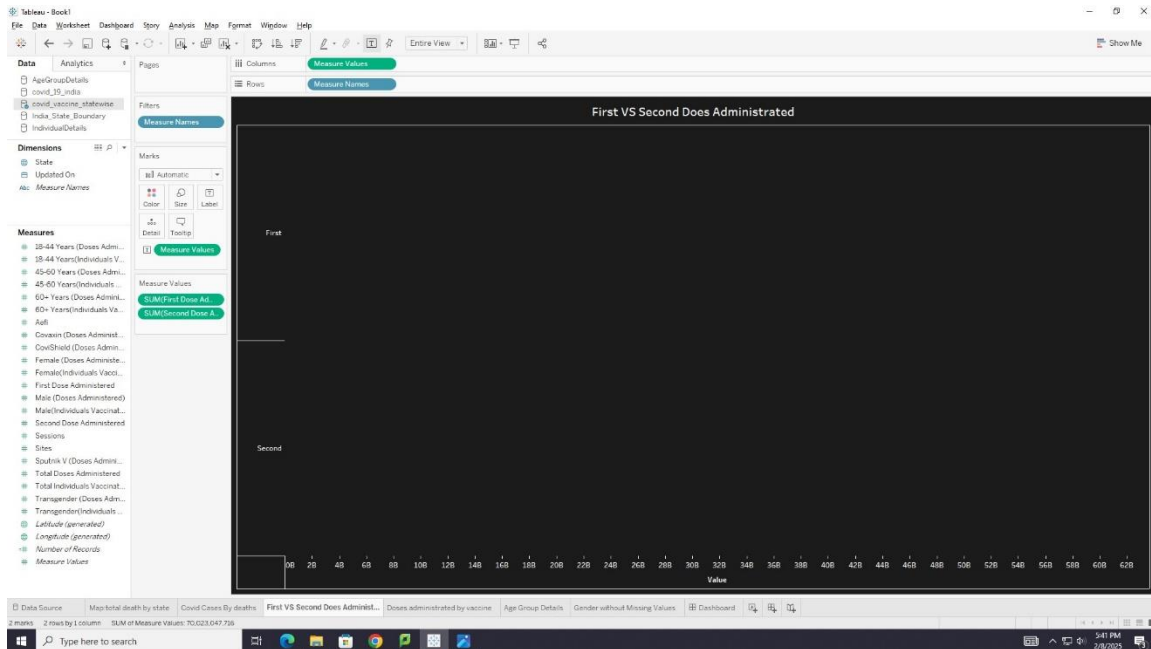 Tableau - Book1
File Data Worksheet Dashboard Story Analysis Map Format Window Help
Entire View
Show Me
Data Analytics
AgeGroupDetails
covid_19_india
covid_vaccine_statewise
India_State_Boundary
IndividualDetails
Dimensions
State
Updated On
Abc Measure Names
Measures
18-44 Years (Doses Admi...
18-44 Years(Individuals V...
45-60 Years (Doses Admi...
45-60 Years(Individuals ...
60+ Years (Doses Admini...
60+ Years(Individuals Va...
Aefi
Covaxin (Doses Administ...
CoviShield (Doses Admin...
Female (Doses Administe...
Female(Individuals Vacci...
First Dose Administered
Male (Doses Administered)
Male(Individuals Vaccinat...
Second Dose Administered
Sessions
Sites
Sputnik V (Doses Admini...
Total Doses Administered
Total Individuals Vaccinat...
Transgender (Doses Adm...
Transgender(Individuals ...
Latitude (generated)
Longitude (generated)
Number of Records
Measure Values
Pages
Filters
Measure Names
Marks
Automatic
Color Size Label
Detail Tooltip
Measure Values
Measure Values
SUM(First Dose Ad..
SUM(Second Dose A..
Columns Measure Values
Rows Measure Names
First VS Second Does Administrated
First
Second
0B 2B 4B 6B 8B 10B 12B 14B 16B 18B 20B 22B 24B 26B 28B 30B 32B 34B 36B 38B 40B 42B 44B 46B 48B 50B 52B 54B 56B 58B 60B 62B
Value
Data Source Map:total death by state Covid Cases By deaths First VS Second Does Administ... Doses administrated by vaccine Age Group Details Gender without Missing Values Dashboard
2 marks 2 rows by 1 column SUM of Measure Values: 70,023,047,716
Type here to search
5:41 PM
2/8/2025